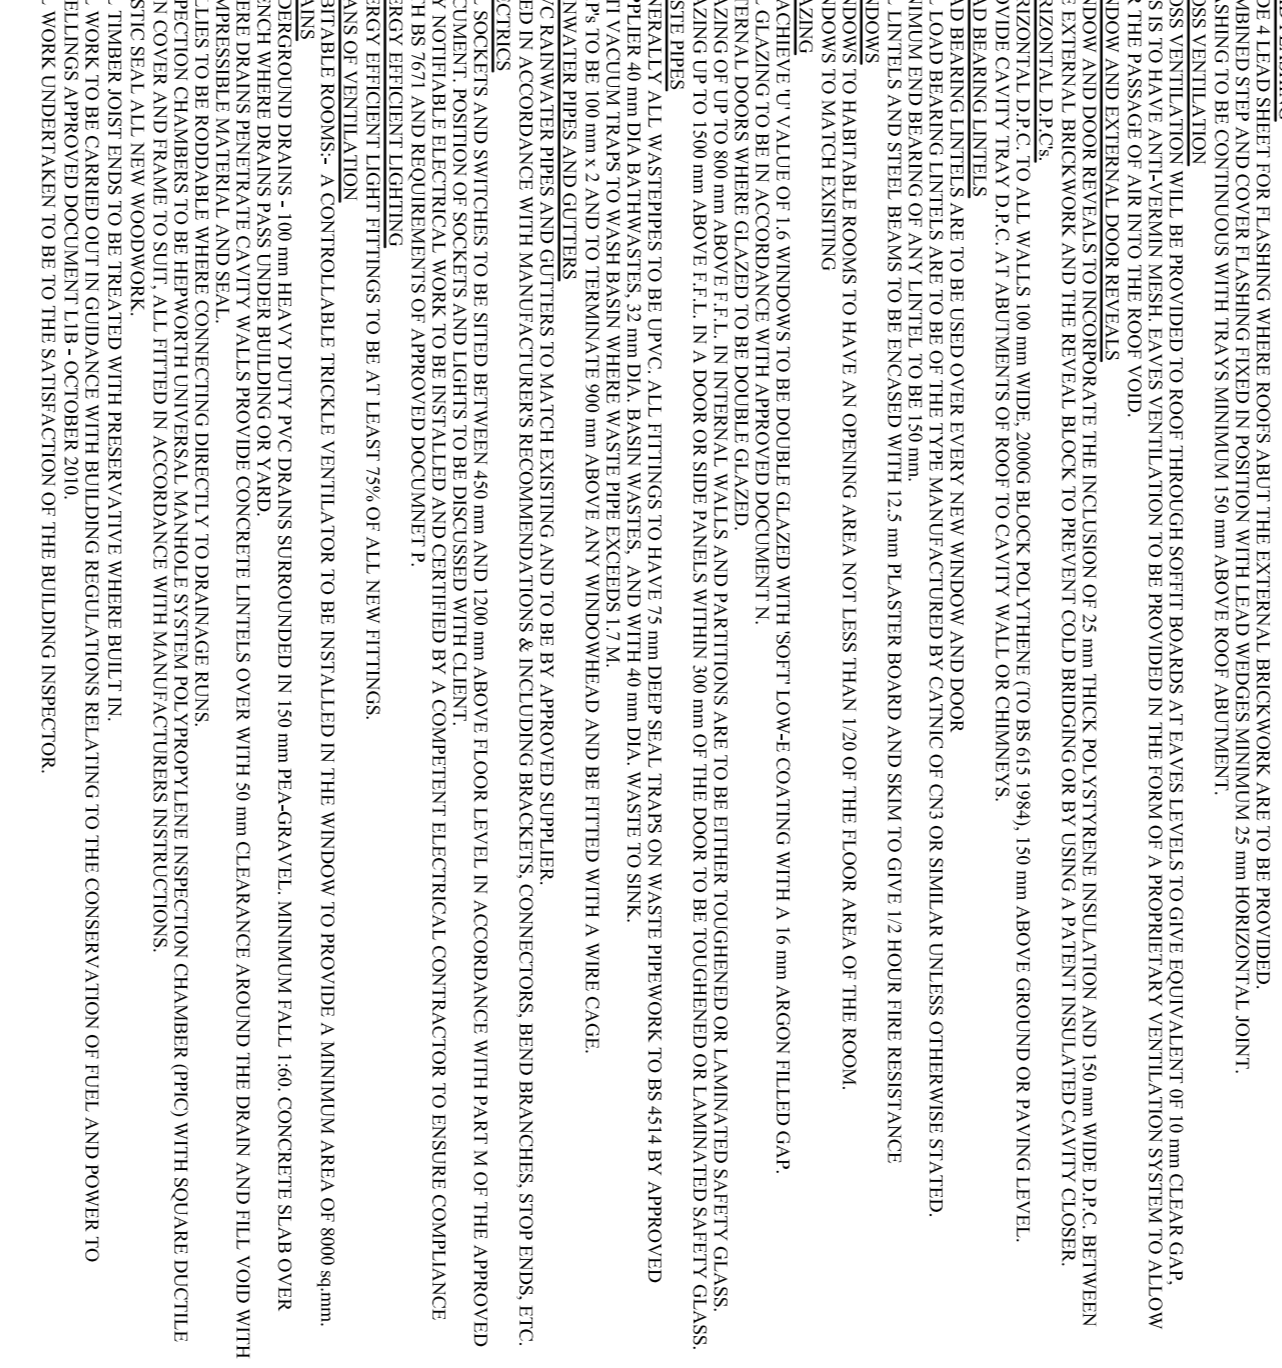 DE 4 LEAD SHEET FOR FLASHING WHERE ROOFS ABUT THE EXTERNAL BRICKWORK ARE TO BE PROVIDED.
MBINED STEP AND COVER FLASHING FIXED IN POSITION WITH LEAD WEDGES MINIMUM 25 mm HORIZONTAL JOINT.
ASHING TO BE CONTINUOUS WITH TRAYS MINIMUM 150 mm ABOVE ROOF ABUTMENT.
OSS VENTILATION
OSS VENTILATION WILL BE PROVIDED TO ROOF THROUGH SOFFIT BOARDS AT EAVES LEVELS TO GIVE EQUIVALENT 0F 10 mm CLEAR GAP,
S IS TO HAVE ANTI-VERMIN MESH. EAVES VENTILATION TO BE PROVIDED IN THE FORM OF A PROPRIETARY VENTILATION SYSTEM TO ALLOW
R THE PASSAGE OF AIR INTO THE ROOF VOID.
NDOW AND EXTERNAL DOOR REVEALS
NDOW AND DOOR REVEALS TO INCORPORATE THE INCLUSION OF 25 mm THICK POLYSTYRENE INSULATION AND 150 mm WIDE D.P.C. BETWEEN
E EXTERNAL BRICKWORK AND THE REVEAL BLOCK TO PREVENT COLD BRIDGING OR BY USING A PATENT INSULATED CAVITY CLOSER.
RIZONTAL D.P.C's.
RIZONTAL D.P.C. TO ALL WALLS 100 mm WIDE, 2000G BLOCK POLYTHENE (TO BS 615 1984), 150 mm ABOVE GROUND OR PAVING LEVEL.
OVIDE CAVITY TRAY D.P.C. AT ABUTMENTS OF ROOF TO CAVITY WALL OR CHIMNEYS.
AD BEARING LINTELS
AD BEARING LINTELS ARE TO BE USED OVER EVERY NEW WINDOW AND DOOR
L LOAD BEARING LINTELS ARE TO BE OF THE TYPE MANUFACTURED BY CATNIC OF CN3 OR SIMILAR UNLESS OTHERWISE STATED.
NIMUM END BEARING OF ANY LINTEL TO BE 150 mm.
L LINTELS AND STEEL BEAMS TO BE ENCASED WITH 12.5 mm PLASTER BOARD AND SKIM TO GIVE 1/2 HOUR FIRE RESISTANCE
NDOWS
NDOWS TO HABITABLE ROOMS TO HAVE AN OPENING AREA NOT LESS THAN 1/20 OF THE FLOOR AREA OF THE ROOM.
NDOWS TO MATCH EXISITING
AZING
ACHIEVE 'U' VALUE OF 1.6 WINDOWS TO BE DOUBLE GLAZED WITH 'SOFT' LOW-E COATING WITH A 16 mm ARGON FILLED GAP.
L GLAZING TO BE IN ACCORDANCE WITH APPROVED DOCUMENT N.
TERNAL DOORS WHERE GLAZED TO BE DOUBLE GLAZED.
AZING OF UP TO 800 mm ABOVE F.F.L. IN INTERNAL WALLS AND PARTITIONS ARE TO BE EITHER TOUGHENED OR LAMINATED SAFETY GLASS.
AZING UP TO 1500 mm ABOVE F.F.L. IN A DOOR OR SIDE PANELS WITHIN 300 mm OF THE DOOR TO BE TOUGHENED OR LAMINATED SAFETY GLASS.
STE PIPES
NERALLY ALL WASTEPIPES TO BE UPVC. ALL FITTINGS TO HAVE 75 mm DEEP SEAL TRAPS ON WASTE PIPEWORK TO BS 4514 BY APPROVED
PPLIER 40 mm DIA BATHWASTES, 32 mm DIA. BASIN WASTES, AND WITH 40 mm DIA. WASTE TO SINK.
TI VACUUM TRAPS TO WASH BASIN WHERE WASTE PIPE EXCEEDS 1.7 M.
P's TO BE 100 mm x 2 AND TO TERMINATE 900 mm ABOVE ANY WINDOWHEAD AND BE FITTED WITH A WIRE CAGE.
INWATER PIPES AND GUTTERS
VC RAINWATER PIPES AND GUTTERS TO MATCH EXISTING AND TO BE BY APPROVED SUPPLIER.
ED IN ACCORDANCE WITH MANUFACTURER'S RECOMMENDATIONS & INCLUDING BRACKETS, CONNECTORS, BEND BRANCHES, STOP ENDS, ETC.
ECTRICS
L SOCKETS AND SWITCHES TO BE SITED BETWEEN 450 mm AND 1200 mm ABOVE FLOOR LEVEL IN ACCORDANCE WITH PART M OF THE APPROVED
CUMENT. POSITION OF SOCKETS AND LIGHTS TO BE DISCUSSED WITH CLIENT.
Y NOTIFIABLE ELECTRICAL WORK TO BE INSTALLED AND CERTIFIED BY A COMPETENT ELECTRICAL CONTRACTOR TO ENSURE COMPLIANCE
TH BS 7671 AND REQUIREMENTS OF APPROVED DOCUMNET P.
ERGY EFFICIENT LIGHTING
ERGY EFFICIENT LIGHT FITTINGS TO BE AT LEAST 75% OF ALL NEW FITTINGS.
ANS OF VENTILATION
BITABLE ROOMS:- A CONTROLLABLE TRICKLE VENTILATOR TO BE INSTALLED IN THE WINDOW TO PROVIDE A MINIMUM AREA OF 8000 sq.mm.
AINS
DERGROUND DRAINS - 100 mm HEAVY DUTY PVC DRAINS SURROUNDED IN 150 mm PEA-GRAVEL. MINIMUM FALL 1:60. CONCRETE SLAB OVER
ENCH WHERE DRAINS PASS UNDER BUILDING OR YARD.
ERE DRAINS PENETRATE CAVITY WALLS PROVIDE CONCRETE LINTELS OVER WITH 50 mm CLEARANCE AROUND THE DRAIN AND FILL VOID WITH
MPRESSIBLE MATERIAL AND SEAL.
LLIES TO BE RODDABLE WHERE CONNECTING DIRECTLY TO DRAINAGE RUNS.
PECTION CHAMBERS TO BE HEPWORTH UNIVERSAL MANHOLE SYSTEM POLYPROPYLENE INSPECTION CHAMBER (PPIC) WITH SQUARE DUCTILE
N COVER AND FRAME TO SUIT, ALL FITTED IN ACCORDANCE WITH MANUFACTURERS INSTRUCTIONS.
STIC SEAL ALL NEW WOODWORK.
L TIMBER JOIST ENDS TO BE TREATED WITH PRESERVATIVE WHERE BUILT IN.
L WORK TO BE CARRIED OUT IN GUIDANCE WITH BUILDING REGULATIONS RELATING TO THE CONSERVATION OF FUEL AND POWER TO
ELLINGS APPROVED DOCUMENT L1B - OCTOBER 2010.
L WORK UNDERTAKEN TO BE TO THE SATISFACTION OF THE BUILDING INSPECTOR.